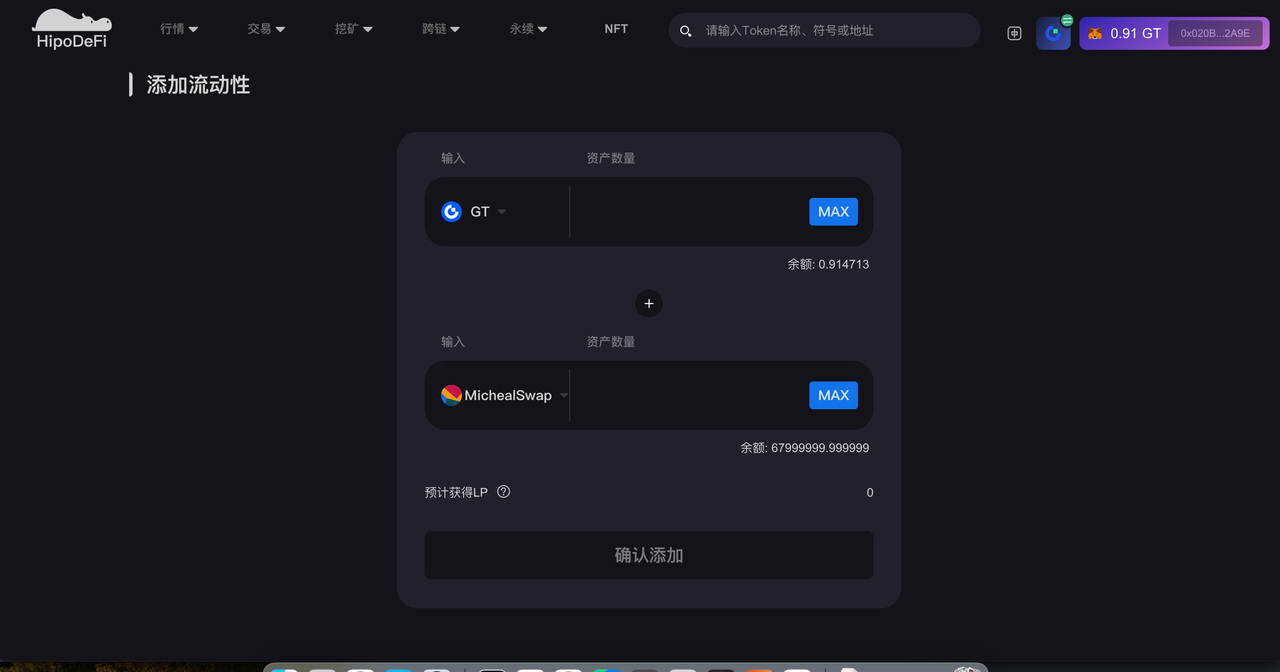 HipoDeFi
行情
交易
挖矿
跨链
永续
NFT
请输入Token名称、符号或地址
中
0.91 GT
0x020B...2A9E
添加流动性
输入
资产数量
GT
MAX
余额: 0.914713
+
输入
资产数量
MichealSwap
MAX
余额: 67999999.999999
预计获得LP ?
0
确认添加